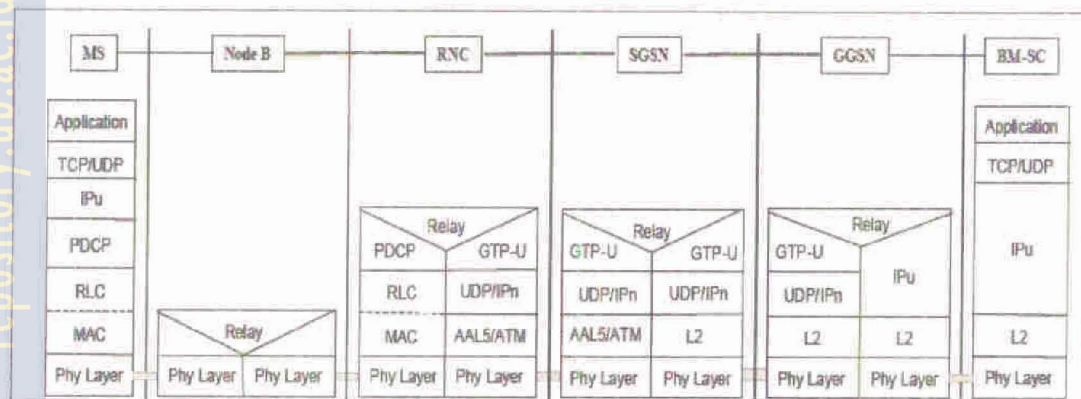 MS Node B RNC SGSN GGSN BM-SC
Application Application
TCP/UDP TCP/UDP
IPu
Relay Relay Relay
PDCP PDCP GTP-U GTP-U GTP-U GTP-U IPu IPu
RLC RLC UDP/IPn UDP/IPn UDP/IPn UDP/IPn
MAC Relay MAC AAL5/ATM AAL5/ATM L2 L2 L2 L2
Phy Layer Phy Layer Phy Layer Phy Layer Phy Layer Phy Layer Phy Layer Phy Layer Phy Layer Phy Layer